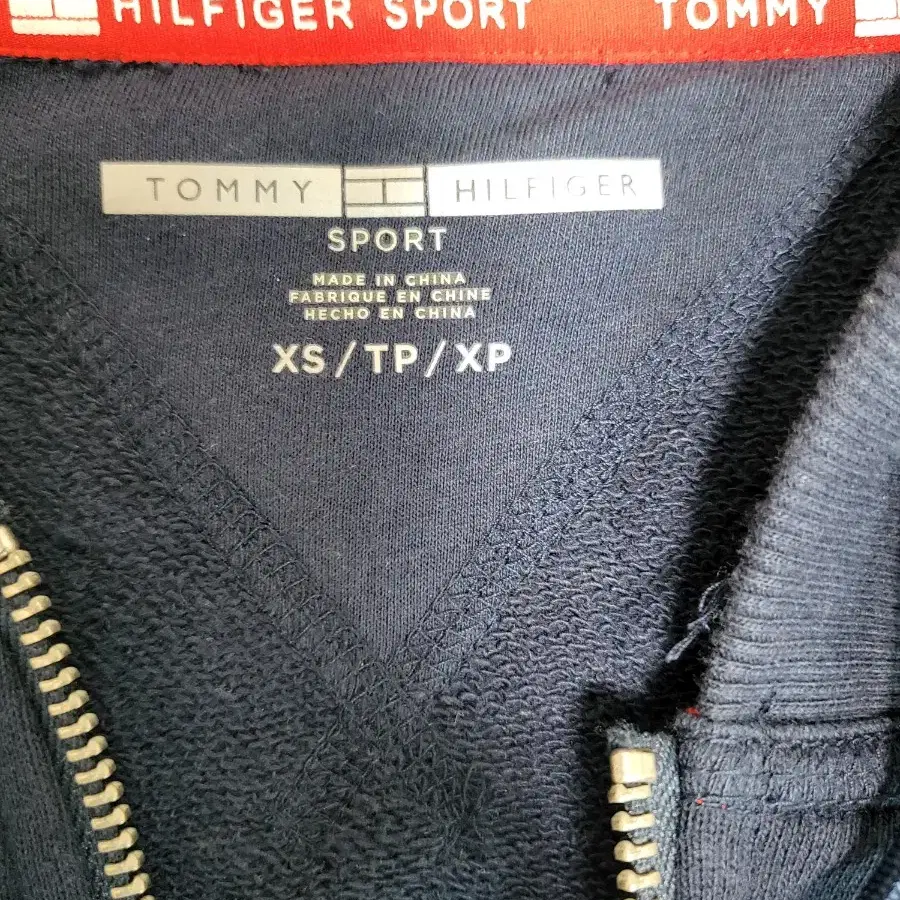 HILFIGER SPORT TOMMY
TOMMY HILFIGER
SPORT
MADE IN CHINA
FABRIQUE EN CHINE
HECHO EN CHINA
XS/TP/XP